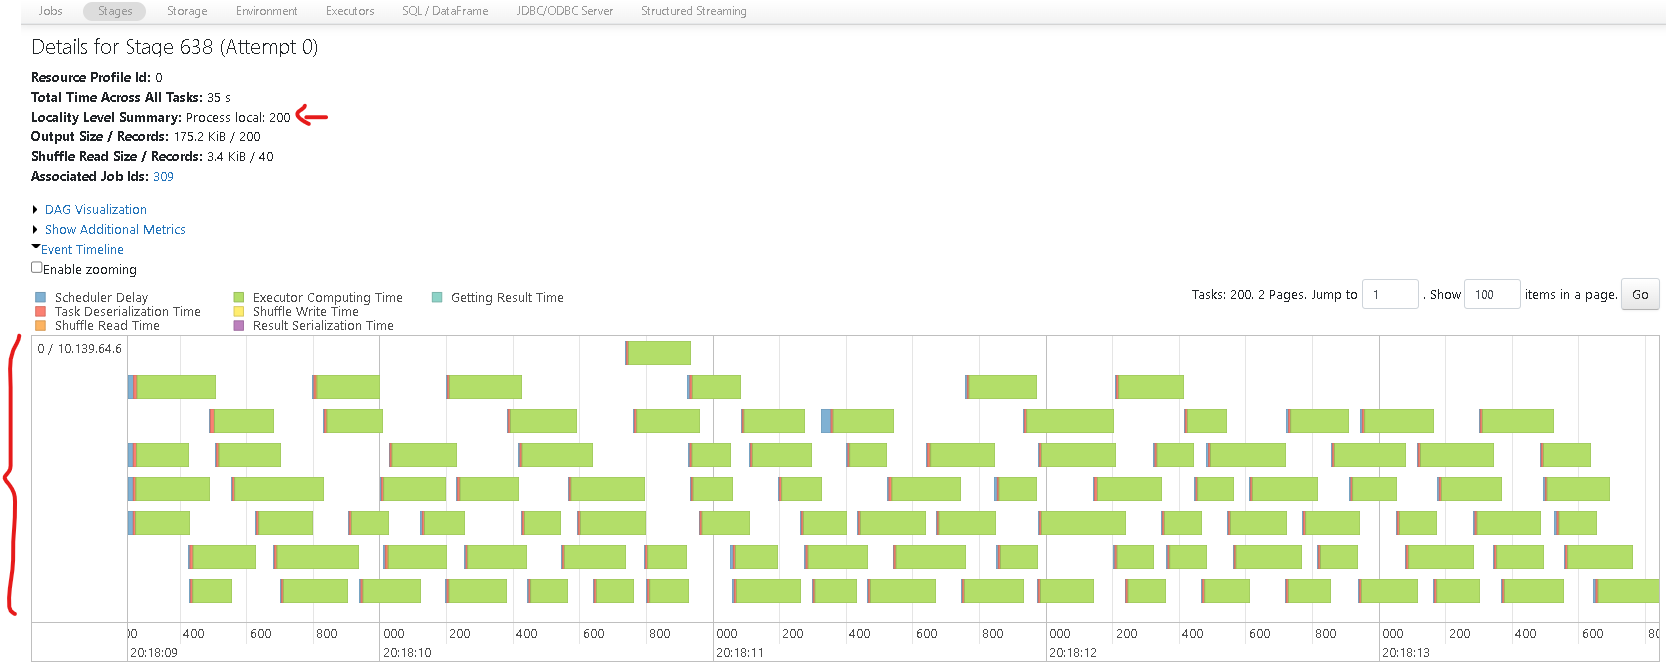 Jobs Stages Storage Environment Executors SQL / DataFrame JDBC/ODBC Server Structured Streaming
Details for Stage 638 (Attempt 0)
Resource Profile Id: 0
Total Time Across All Tasks: 35 s
Locality Level Summary: Process local: 200
Output Size / Records: 175.2 KiB / 200
Shuffle Read Size / Records: 3.4 KiB / 40
Associated Job Ids: 309
DAG Visualization
Show Additional Metrics
Event Timeline
Enable zooming
Scheduler Delay Executor Computing Time Getting Result Time
Task Deserialization Time Shuffle Write Time
Shuffle Read Time Result Serialization Time
Tasks: 200. 2 Pages. Jump to 1 . Show 100 items in a page. Go
0 / 10.139.64.6
00 400 600 800 000 200 400 600 800 000 200 400 600 800 000 200 400 600 800 000 200 400 600 80
20:18:09 20:18:10 20:18:11 20:18:12 20:18:13